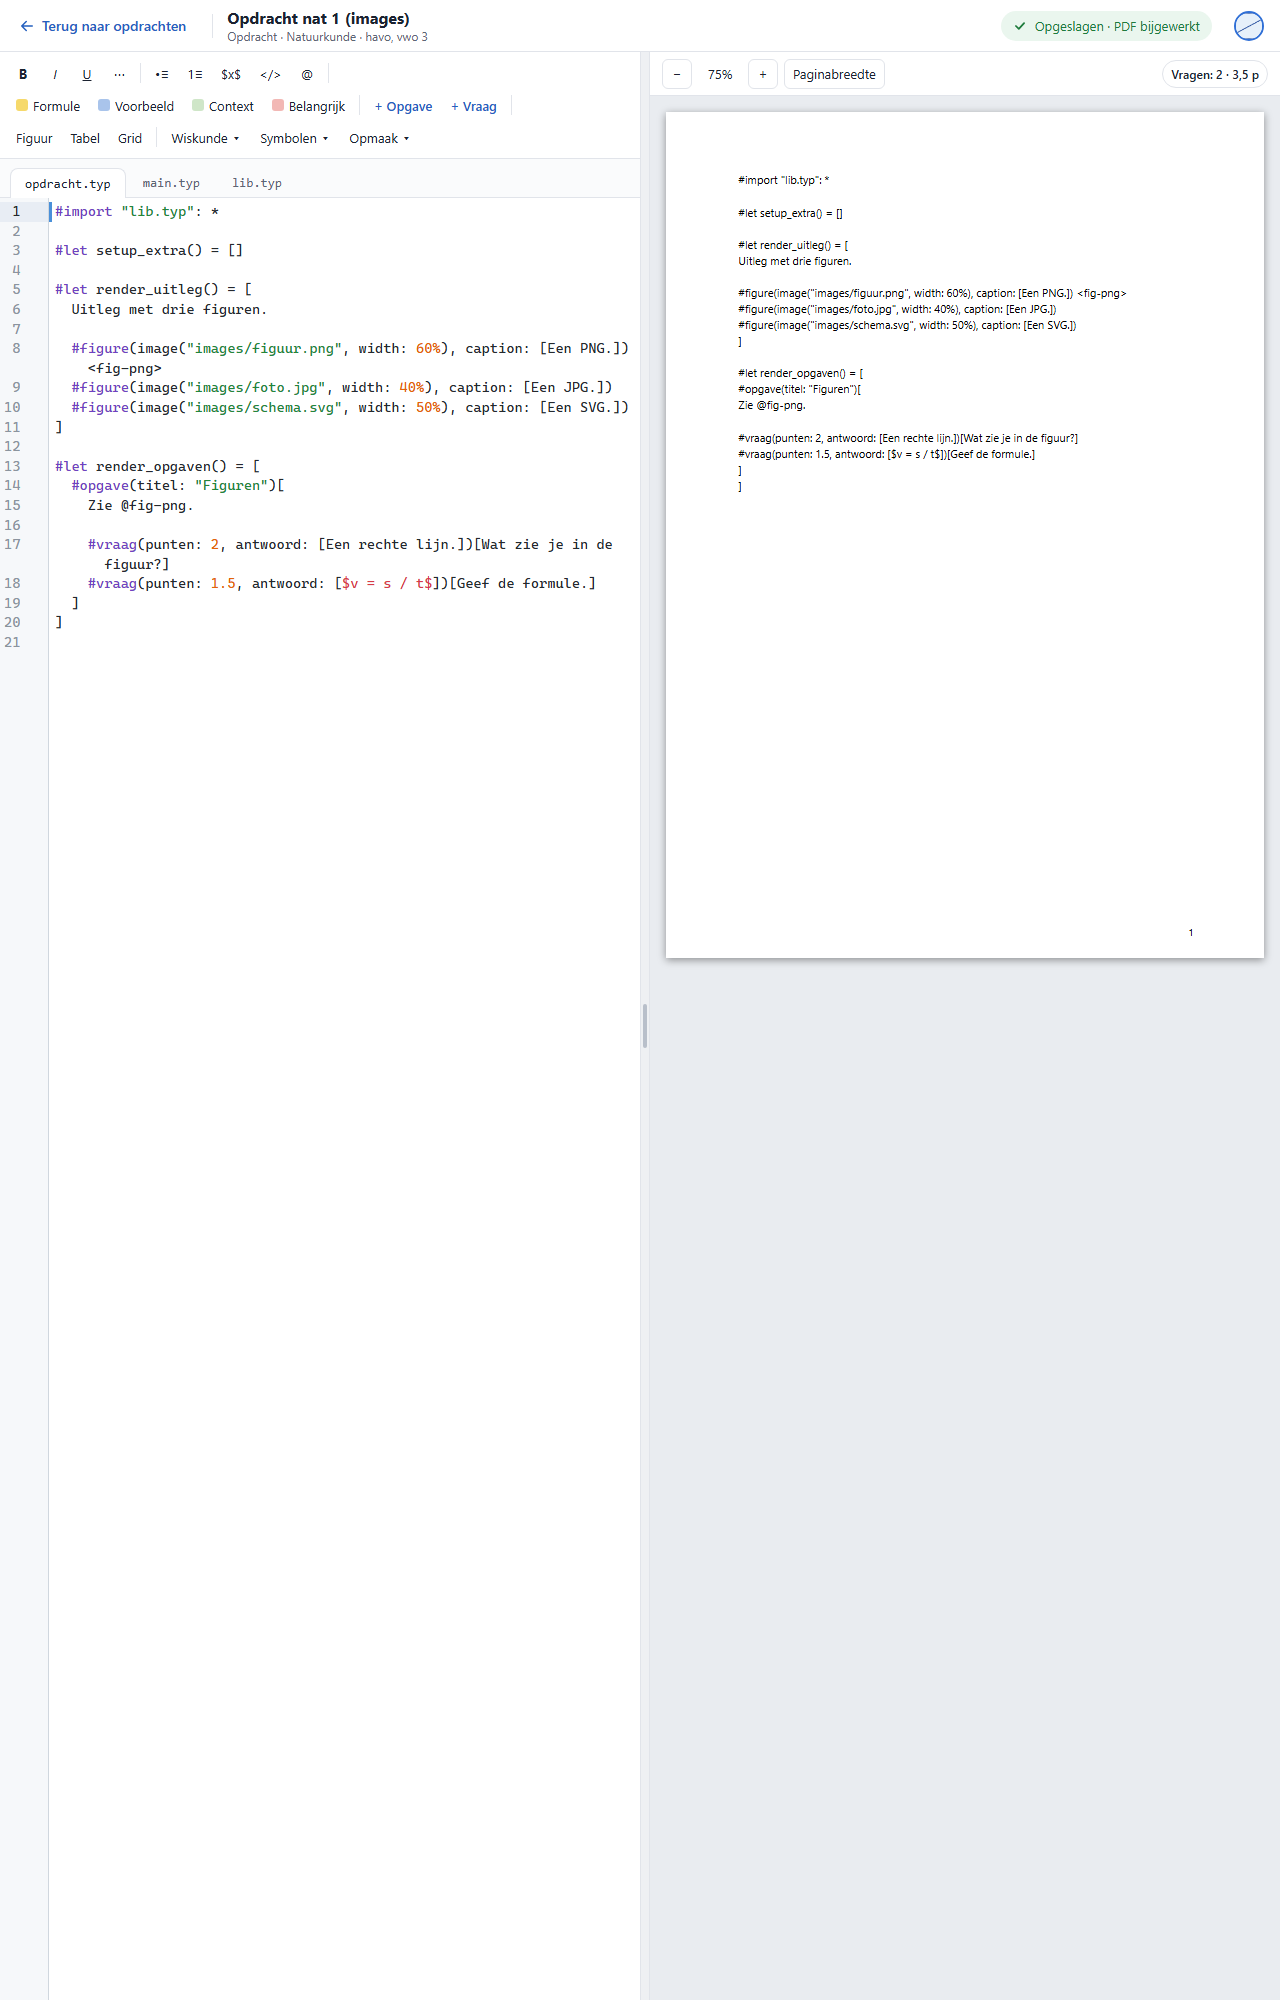 Terug naar opdrachten
Opdracht nat 1 (images)
Opdracht · Natuurkunde · havo, vwo 3
Opgeslagen · PDF bijgewerkt
B I U ··· •≡ 1≡ $x$ </> @
Formule Voorbeeld Context Belangrijk + Opgave + Vraag
Figuur Tabel Grid Wiskunde Symbolen Opmaak
− 75% + Paginabreedte Vragen: 2 · 3,5 p
opdracht.typ main.typ lib.typ
1 #import "lib.typ": *
2
3 #let setup_extra() = []
4
5 #let render_uitleg() = [
6 Uitleg met drie figuren.
7
8 #figure(image("images/figuur.png", width: 60%), caption: [Een PNG.])
<fig-png>
9 #figure(image("images/foto.jpg", width: 40%), caption: [Een JPG.])
10 #figure(image("images/schema.svg", width: 50%), caption: [Een SVG.])
11 ]
12
13 #let render_opgaven() = [
14 #opgave(titel: "Figuren")[
15 Zie @fig-png.
16
17 #vraag(punten: 2, antwoord: [Een rechte lijn.])[Wat zie je in de
figuur?]
18 #vraag(punten: 1.5, antwoord: [$v = s / t$])[Geef de formule.]
19 ]
20 ]
21
#import "lib.typ": *
#let setup_extra() = []
#let render_uitleg() = [
Uitleg met drie figuren.
#figure(image("images/figuur.png", width: 60%), caption: [Een PNG.]) <fig-png>
#figure(image("images/foto.jpg", width: 40%), caption: [Een JPG.])
#figure(image("images/schema.svg", width: 50%), caption: [Een SVG.])
]
#let render_opgaven() = [
#opgave(titel: "Figuren")[
Zie @fig-png.
#vraag(punten: 2, antwoord: [Een rechte lijn.])[Wat zie je in de figuur?]
#vraag(punten: 1.5, antwoord: [$v = s / t$])[Geef de formule.]
]
]
1